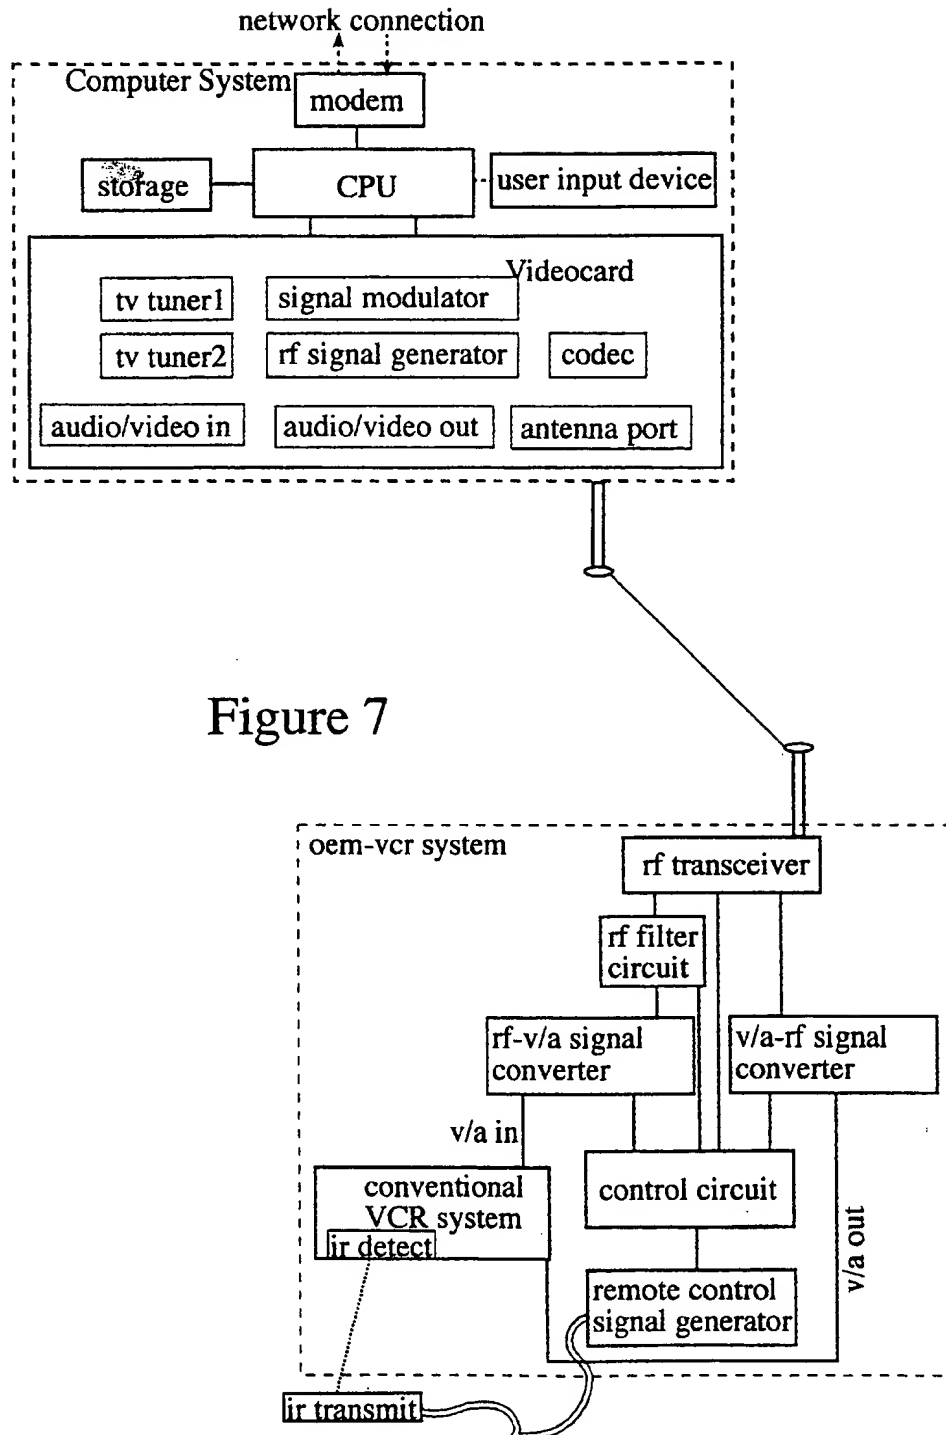 network connection
Computer System
modem
storage
CPU
user input device
Videocard
tv tuner1
signal modulator
tv tuner2
rf signal generator
codec
audio/video in
audio/video out
antenna port
Figure 7
oem-vcr system
rf transceiver
rf filter
circuit
rf-v/a signal
converter
v/a-rf signal
converter
v/a in
conventional
VCR system
ir detect
control circuit
v/a out
remote control
signal generator
ir transmit